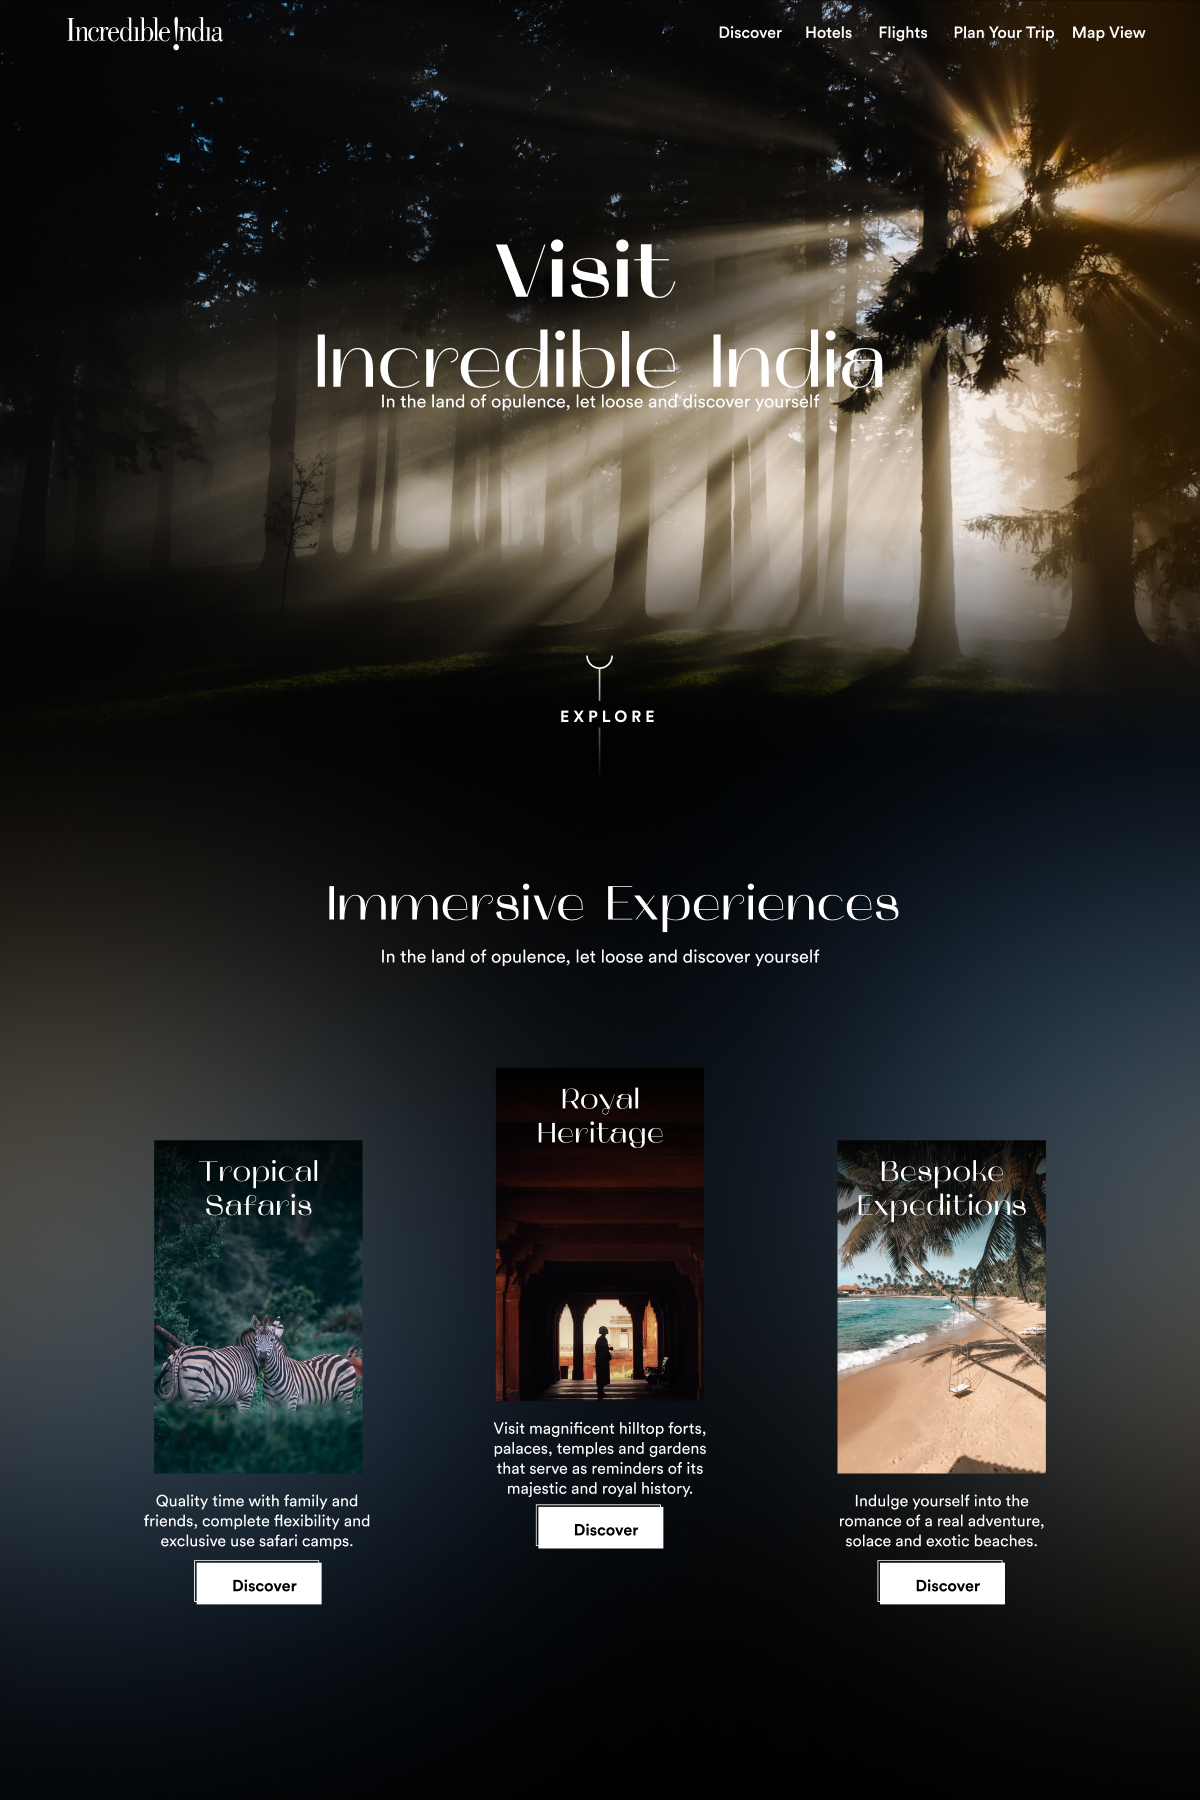 Incredible !ndia
Discover Hotels Flights Plan Your Trip Map View
Visit
Incredible India
In the land of opulence, let loose and discover yourself
EXPLORE
Immersive Experiences
In the land of opulence, let loose and discover yourself
Tropical
Safaris
Quality time with family and
friends, complete flexibility and
exclusive use safari camps.
Discover
Royal
Heritage
Visit magnificent hilltop forts,
palaces, temples and gardens
that serve as reminders of its
majestic and royal history.
Discover
Bespoke
Expeditions
Indulge yourself into the
romance of a real adventure,
solace and exotic beaches.
Discover